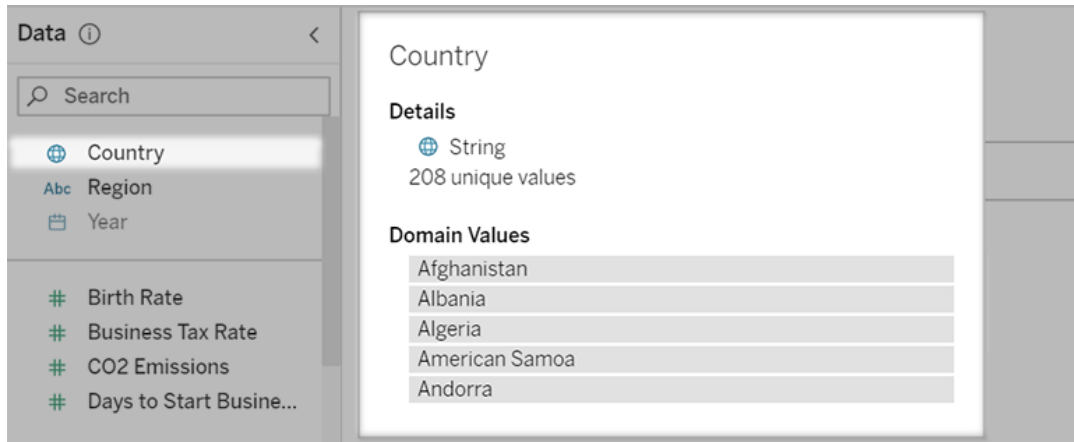 Data
Search
Country
Abc Region
Year
# Birth Rate
# Business Tax Rate
# CO2 Emissions
# Days to Start Busine...
Country
Details
String
208 unique values
Domain Values
Afghanistan
Albania
Algeria
American Samoa
Andorra